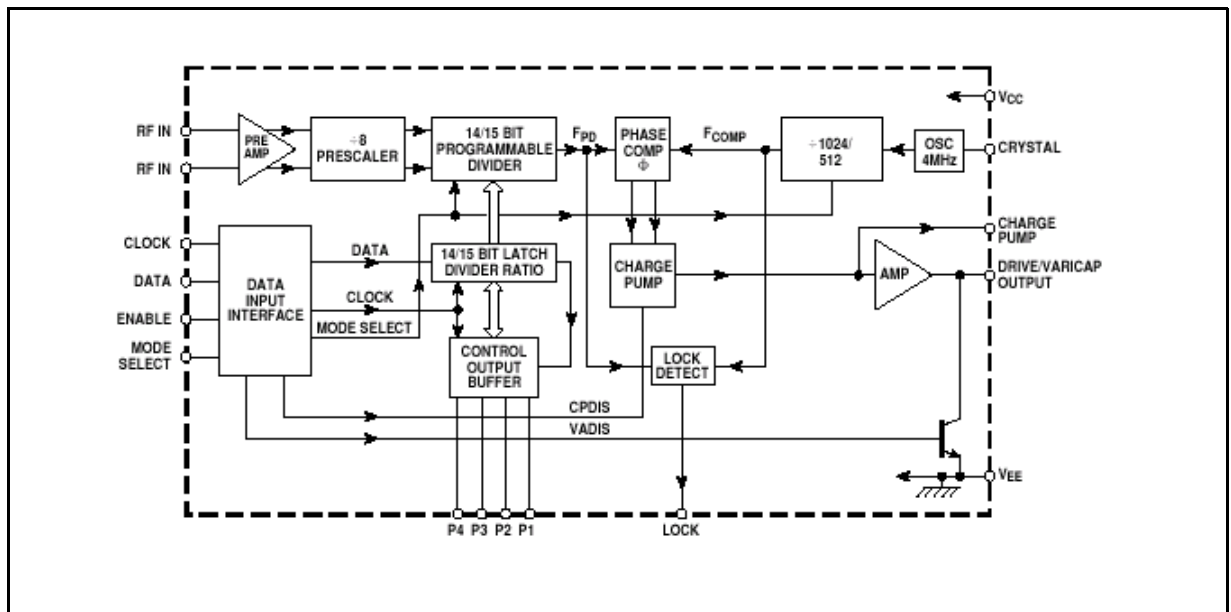 VCC
RF IN
PRE
AMP
÷8
PRESCALER
14/15 BIT
PROGRAMMABLE
DIVIDER
FPD
PHASE
COMP
Φ
FCOMP
÷1024/
512
OSC
4MHz
CRYSTAL
RF IN
CLOCK
DATA
ENABLE
MODE
SELECT
DATA
INPUT
INTERFACE
DATA
CLOCK
MODE SELECT
14/15 BIT LATCH
DIVIDER RATIO
CHARGE
PUMP
AMP
CHARGE
PUMP
DRIVE/VARICAP
OUTPUT
CONTROL
OUTPUT
BUFFER
LOCK
DETECT
CPDIS
VADIS
VEE
P4 P3 P2 P1
LOCK